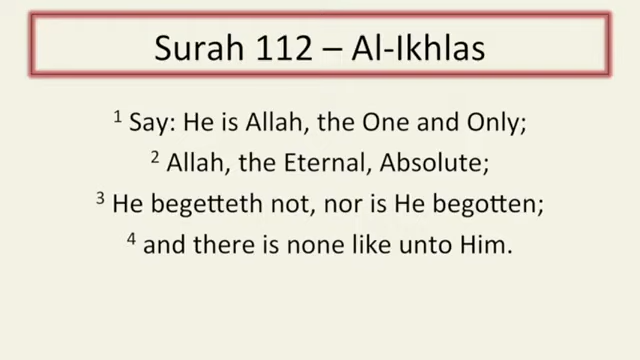 Surah 112 – Al-Ikhlas
1 Say: He is Allah, the One and Only;
2 Allah, the Eternal, Absolute;
3 He begetteth not, nor is He begotten;
4 and there is none like unto Him.